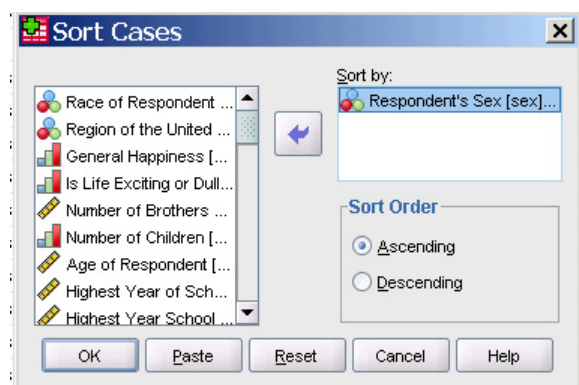 Sort Cases
Race of Respondent ...
Region of the United ...
General Happiness [...
Is Life Exciting or Dull...
Number of Brothers ...
Number of Children [...
Age of Respondent [...
Highest Year of Sch...
Highest Year School ...
Sort by:
Respondent's Sex [sex]...
Sort Order
Ascending
Descending
OK Paste Reset Cancel Help